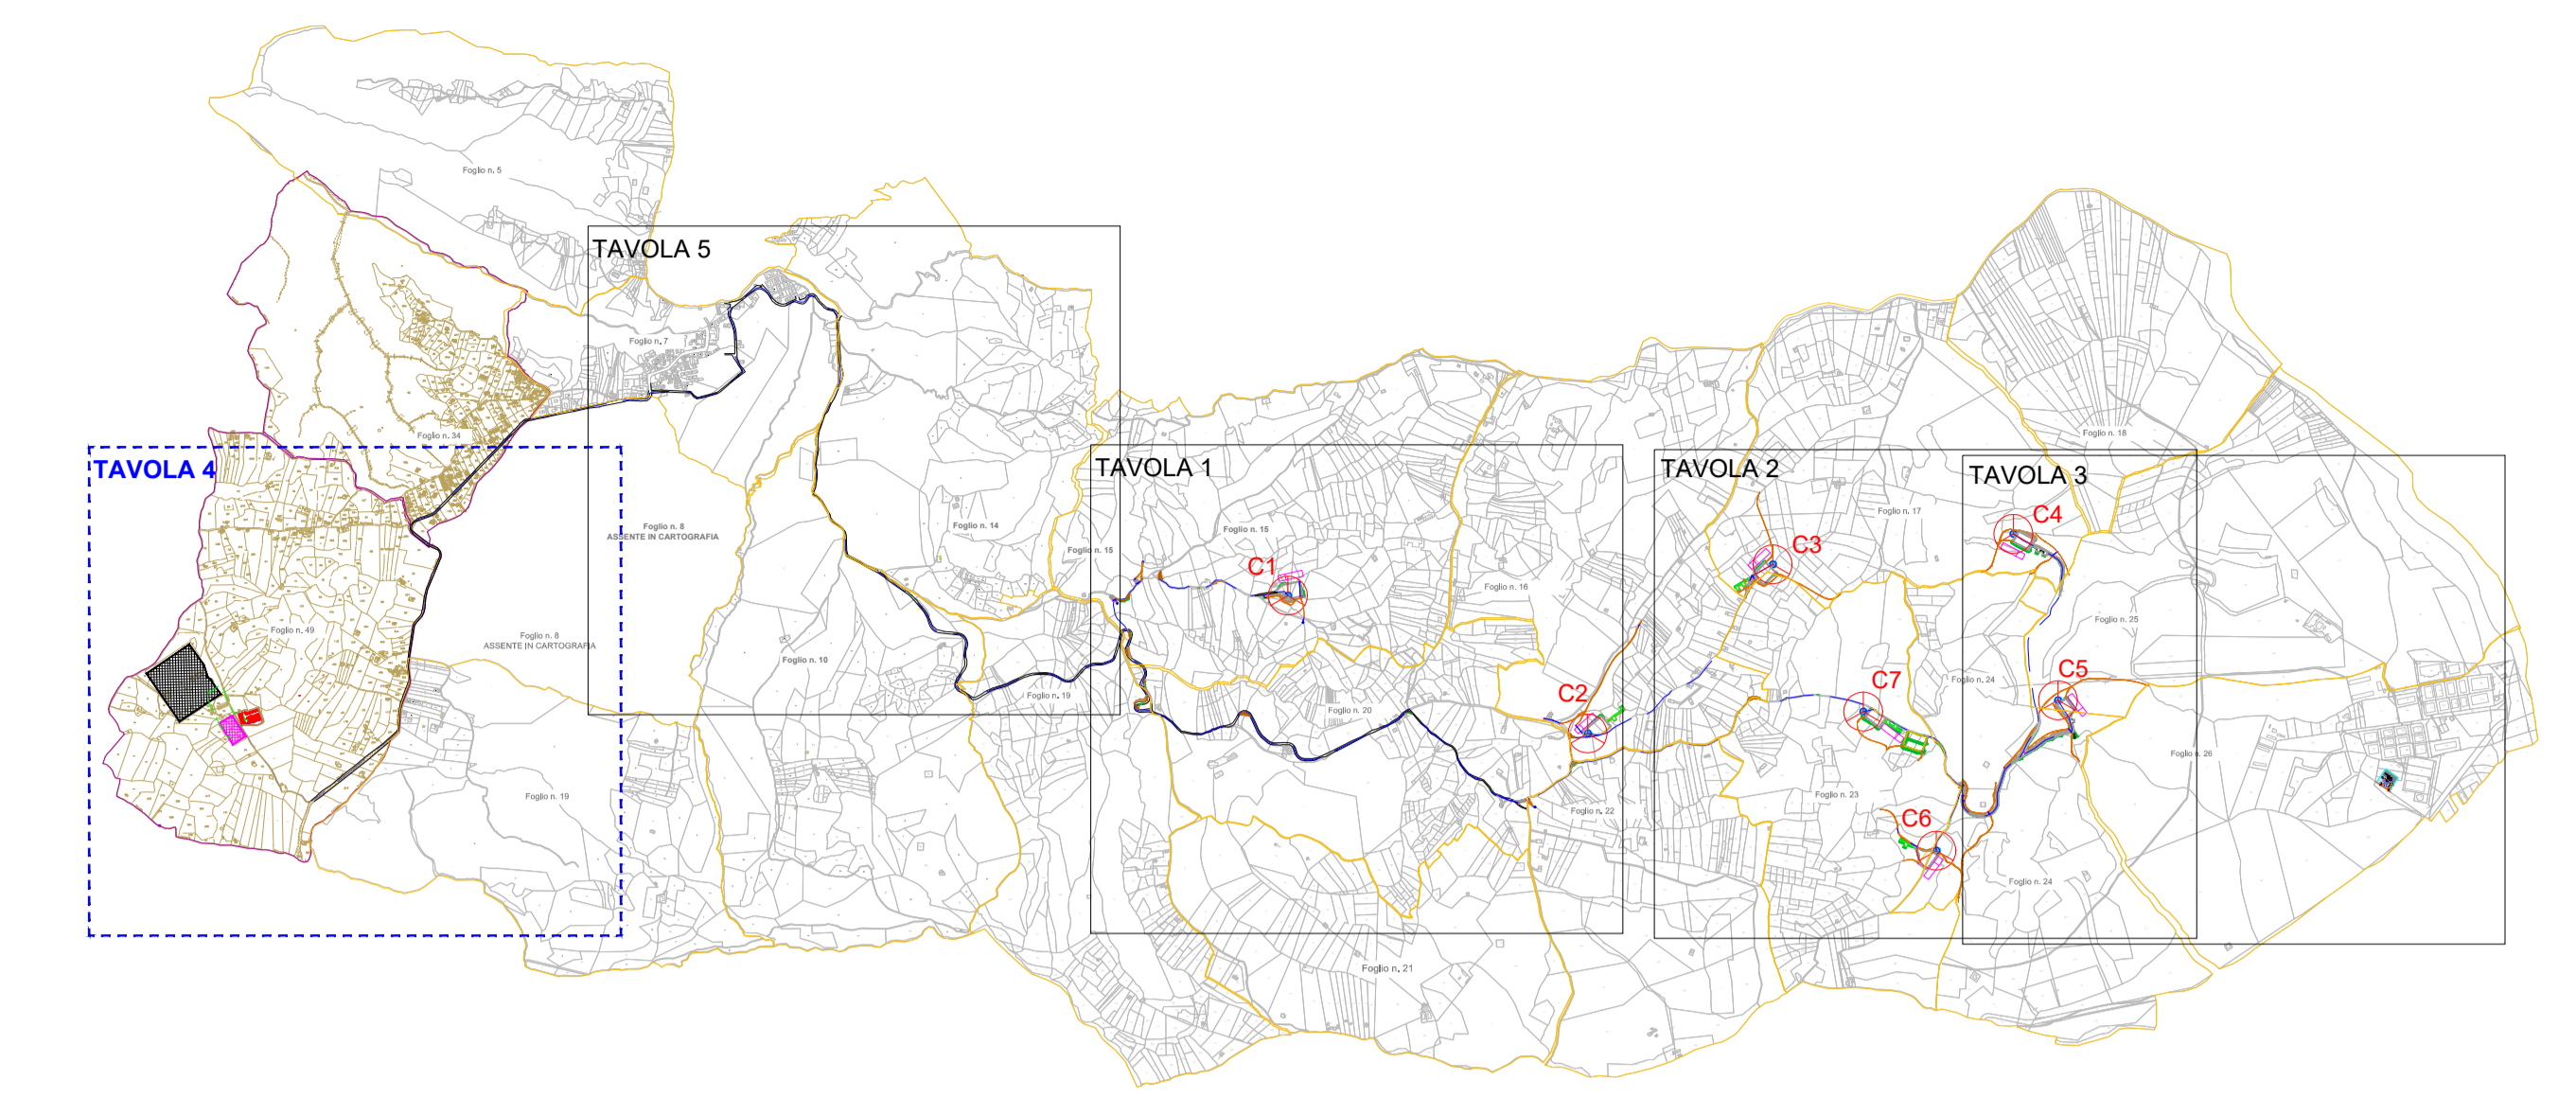 Foglio n. 5
TAVOLA 5
Foglio n. 7
Foglio n. 34
Foglio n. 18
TAVOLA 4
TAVOLA 1
TAVOLA 2
TAVOLA 3
Foglio n. 8
ASSENTE IN CARTOGRAFIA
Foglio n. 14
Foglio n. 15
Foglio n. 15
Foglio n. 17
C4
C3
C1
Foglio n. 16
Foglio n. 25
Foglio n. 49
Foglio n. 8
ASSENTE IN CARTOGRAFIA
Foglio n. 10
Foglio n. 19
Foglio n. 20
C2
C7
Foglio n. 24
C5
Foglio n. 26
Foglio n. 19
Foglio n. 22
Foglio n. 23
C6
Foglio n. 24
Foglio n. 21